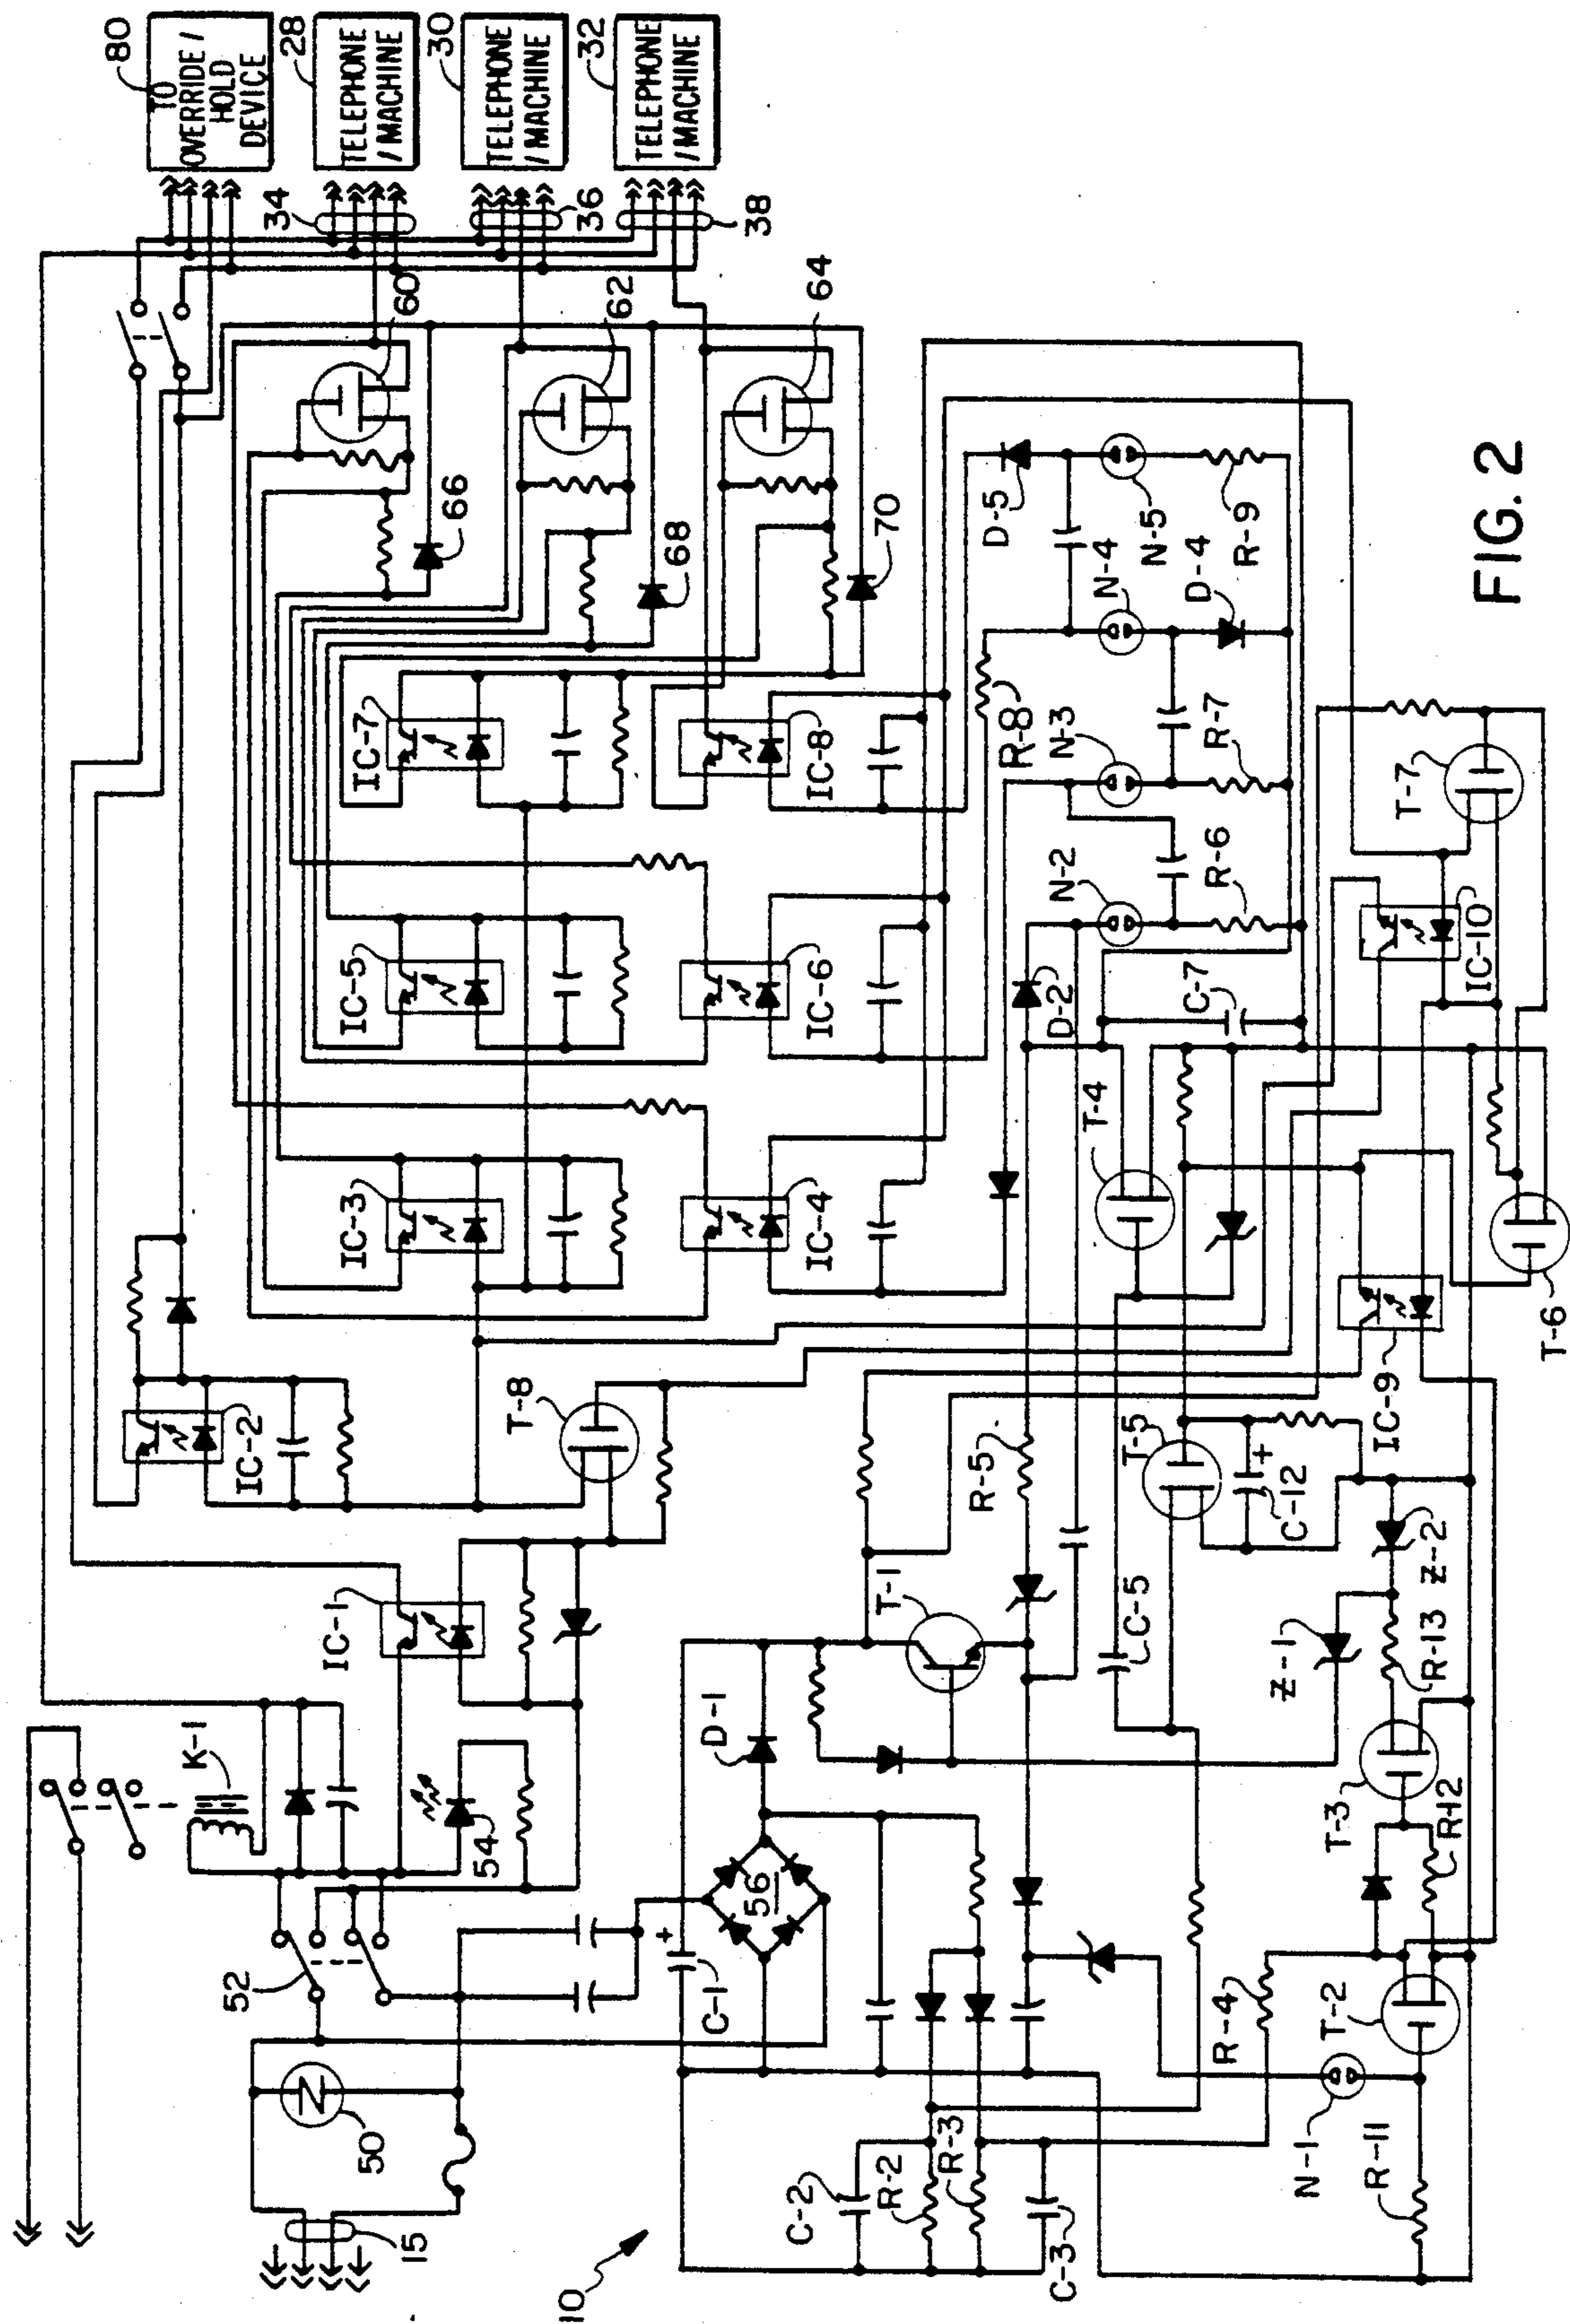 80
TO
OVERRIDE /
HOLD
DEVICE
28
TELEPHONE
/ MACHINE
30
TELEPHONE
/ MACHINE
32
TELEPHONE
/ MACHINE
34
36
38
60
62
64
66
68
70
K-1
IC-1
IC-2
IC-3
IC-4
IC-5
IC-6
IC-7
IC-8
T-8
52
54
50
15
10
56
+
C-1
D-1
T-1
R-5
C-2
R-2
R-3
C-3
R-4
N-1
R-11
T-2
T-3
R-12
R-13
Z-1
Z-2
C-5
T-5
+
C-12
IC-9
T-4
D-2
C-7
N-2
R-6
N-3
R-7
R-8
N-4
D-4
D-5
N-5
R-9
T-6
T-7
IC-10
FIG. 2